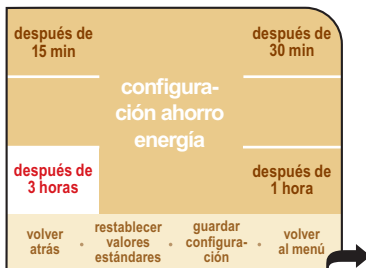 después de
15 min
después de
30 min
configura-
ción ahorro
energía
después de
3 horas
después de
1 hora
volver
atrás
restablecer
valores
estándares
guardar
configura-
ción
volver
al menú